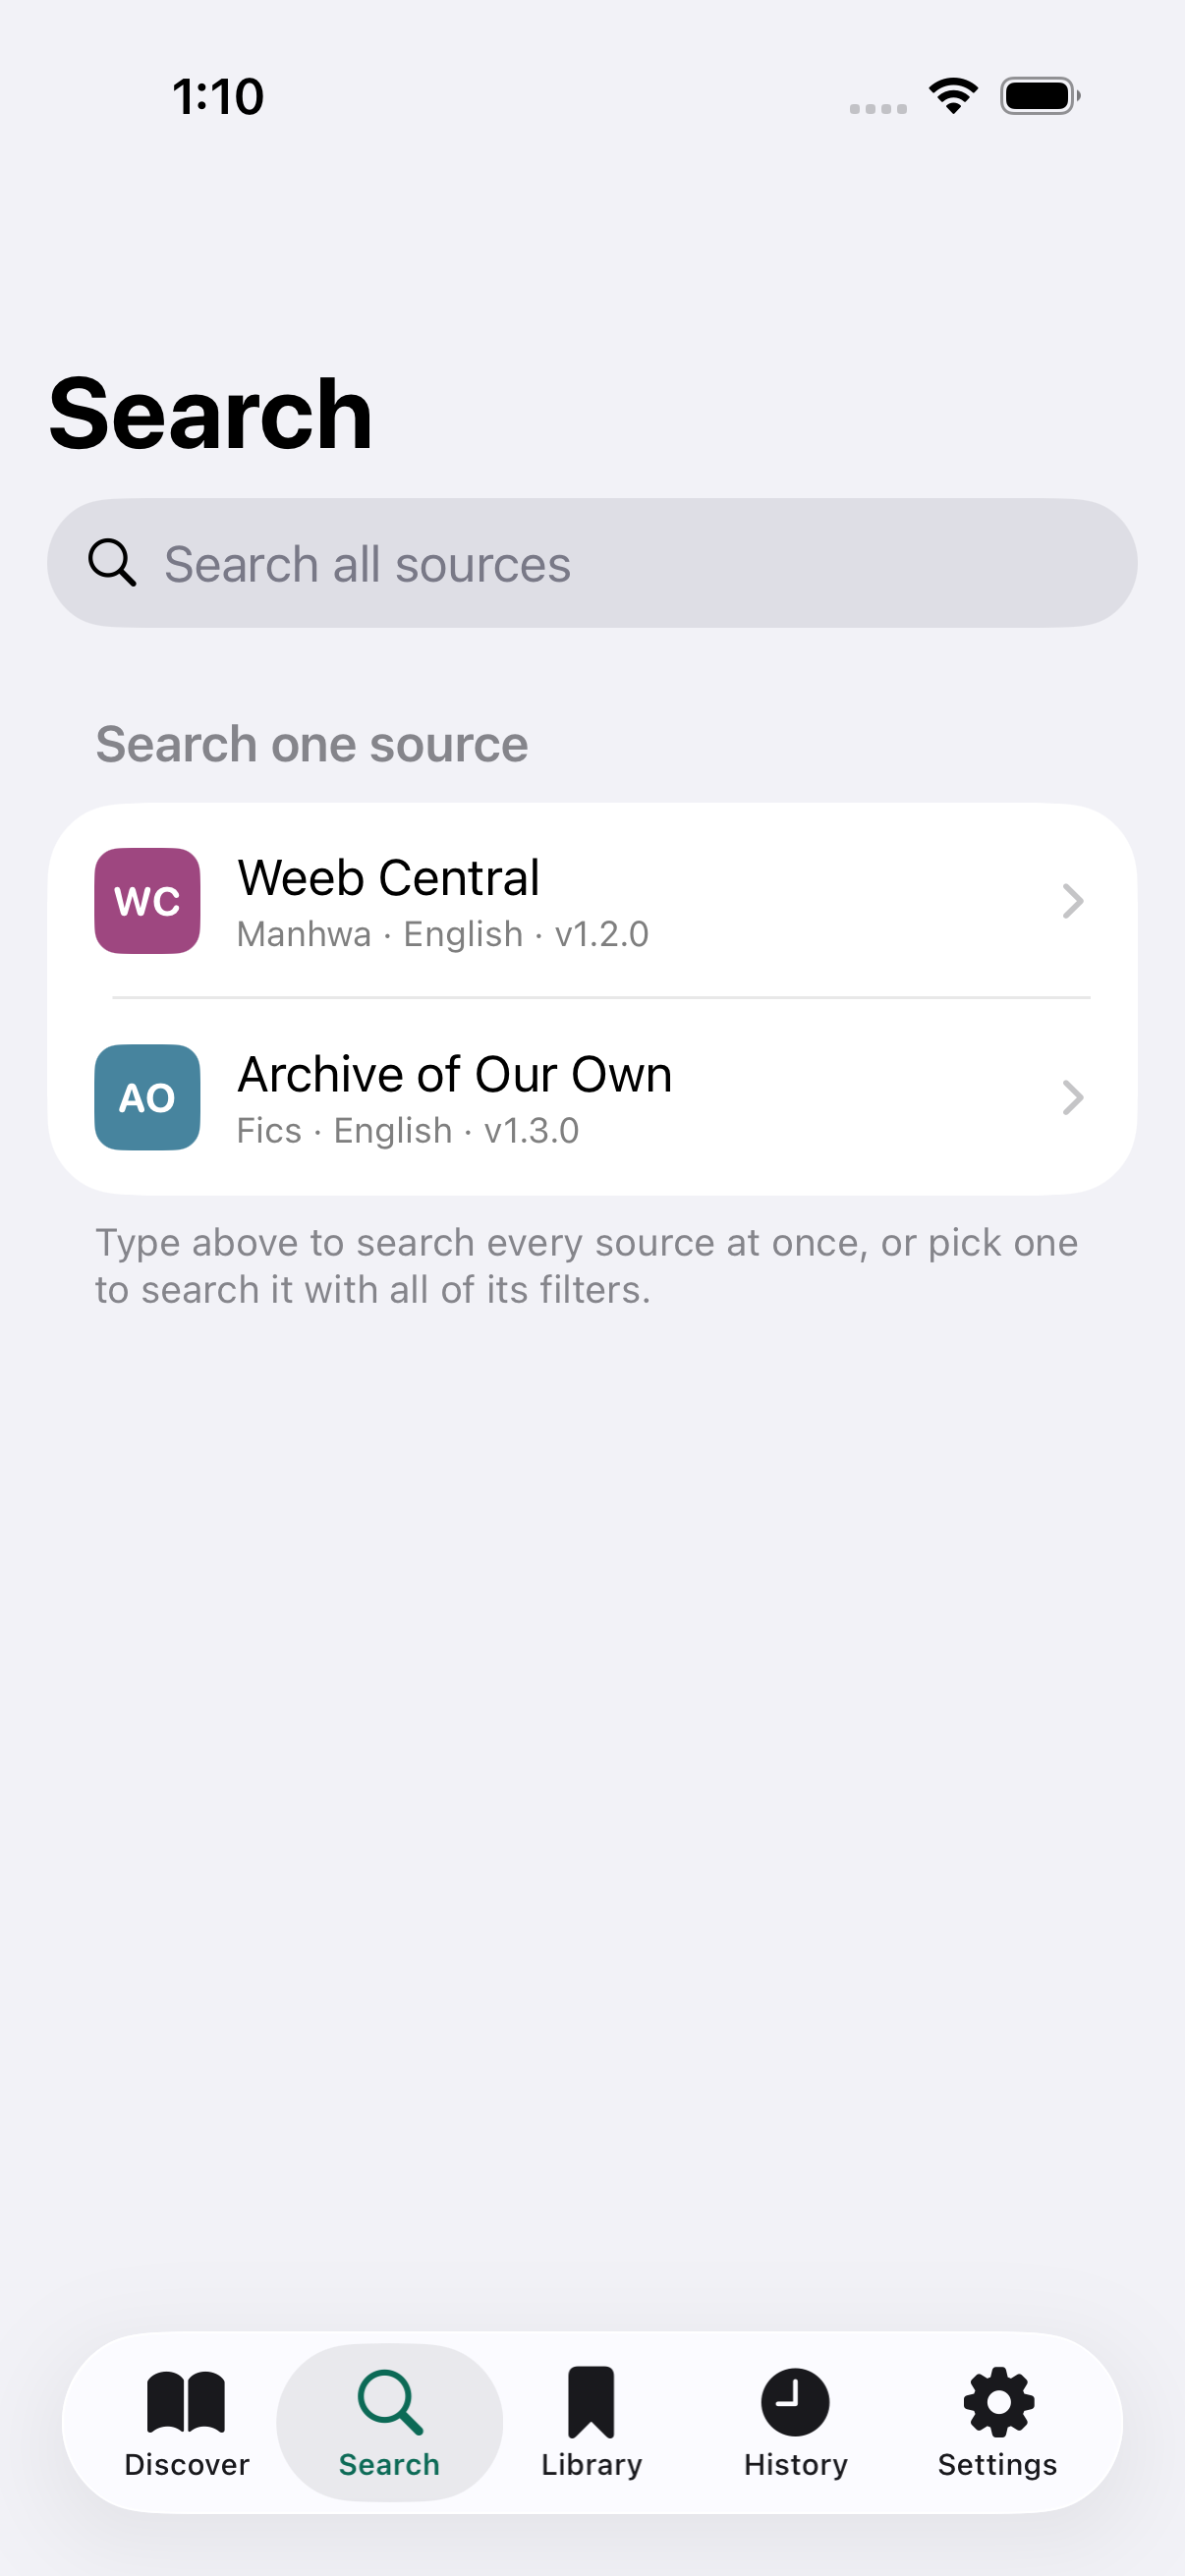 1:10
Search
Search all sources
Search one source
WC
Weeb Central
Manhwa · English · v1.2.0
AO
Archive of Our Own
Fics · English · v1.3.0
Type above to search every source at once, or pick one
to search it with all of its filters.
Discover
Search
Library
History
Settings